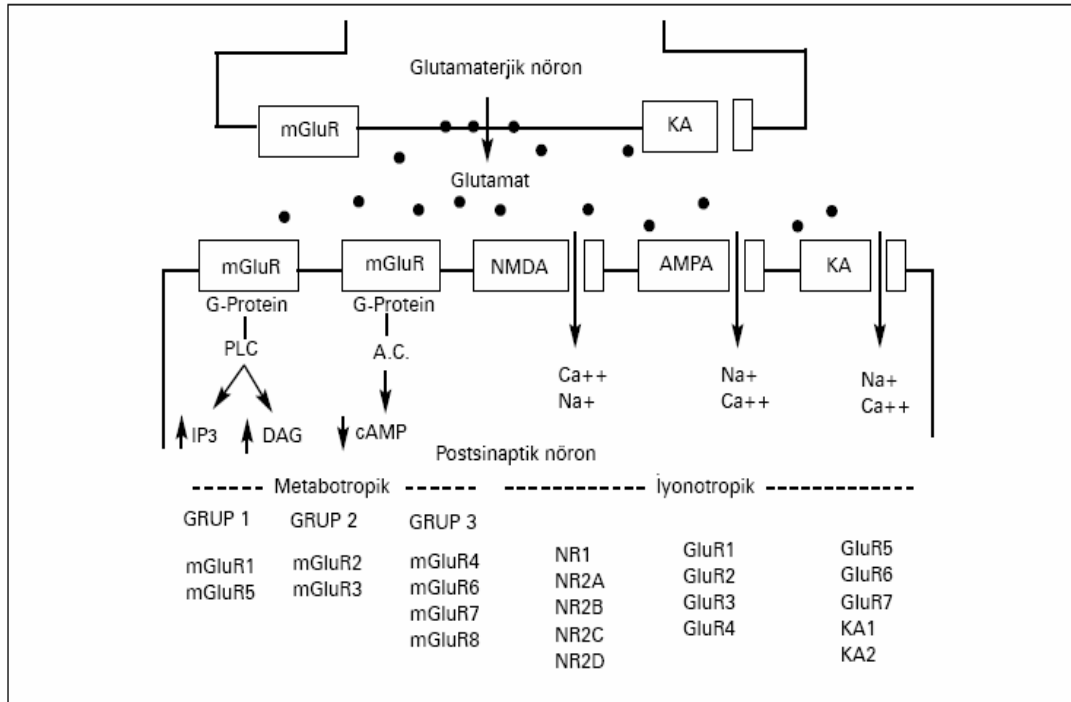 Glutamaterjik nöron
mGluR
KA
Glutamat
mGluR
mGluR
NMDA
AMPA
KA
G-Protein
G-Protein
PLC
A.C.
Ca++
Na+
Na+
Ca++
Na+
Ca++
IP3
DAG
cAMP
Postsinaptik nöron
Metabotropik
İyonotropik
GRUP 1
GRUP 2
GRUP 3
mGluR1
mGluR5
mGluR2
mGluR3
mGluR4
mGluR6
mGluR7
mGluR8
NR1
NR2A
NR2B
NR2C
NR2D
GluR1
GluR2
GluR3
GluR4
GluR5
GluR6
GluR7
KA1
KA2